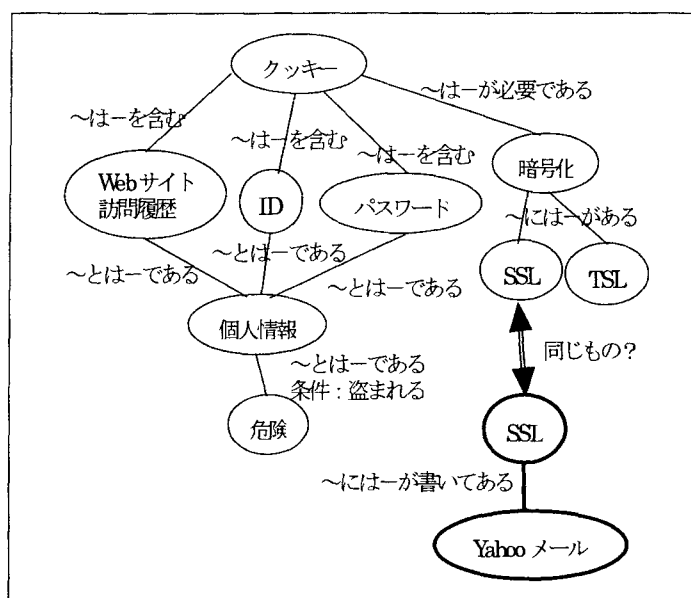 クッキー
～はーが必要である
～はーを含む
～はーを含む
～はーを含む
Webサイト
訪問履歴
ID
パスワード
暗号化
～にはーがある
～とはーである
～とはーである
～とはーである
SSL
TSL
個人情報
同じもの？
～とはーである
条件：盗まれる
危険
SSL
～にはーが書いてある
Yahooメール